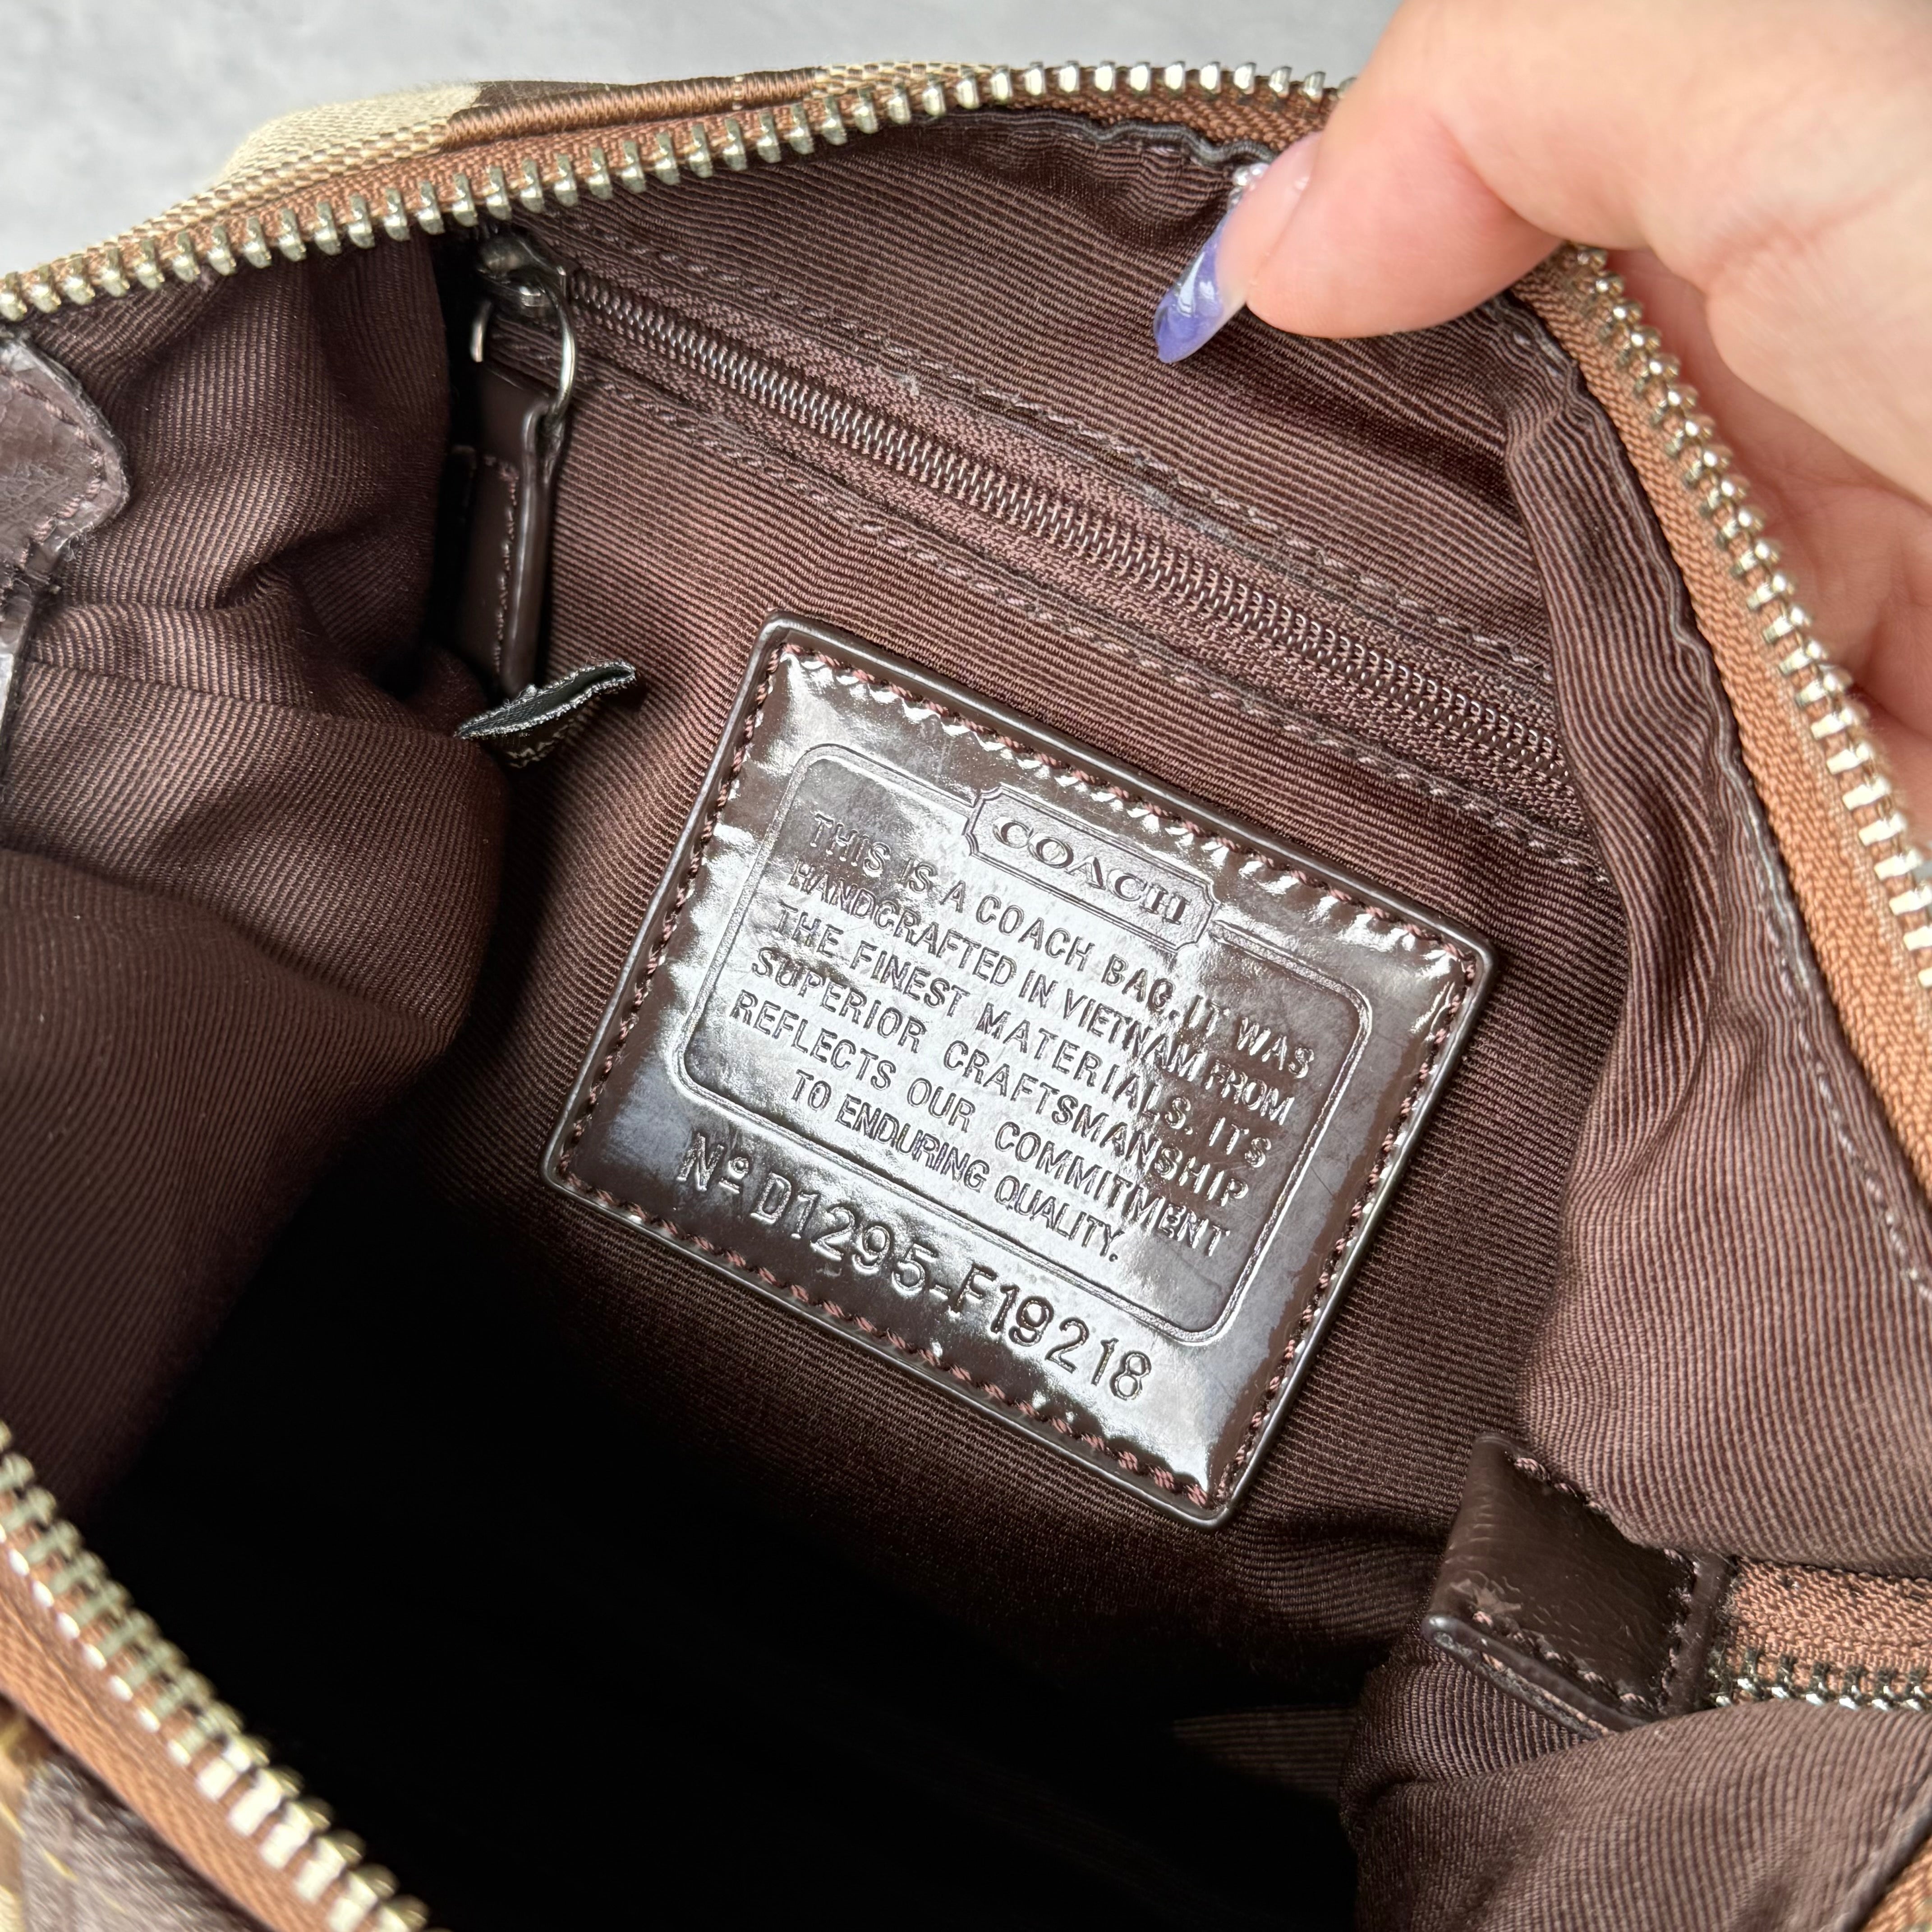 COACH
THIS IS A COACH BAG. IT WAS
HANDCRAFTED IN VIETNAM FROM
THE FINEST MATERIALS. ITS
SUPERIOR CRAFTSMANSHIP
REFLECTS OUR COMMITMENT
TO ENDURING QUALITY.
Nº D1295-F19218